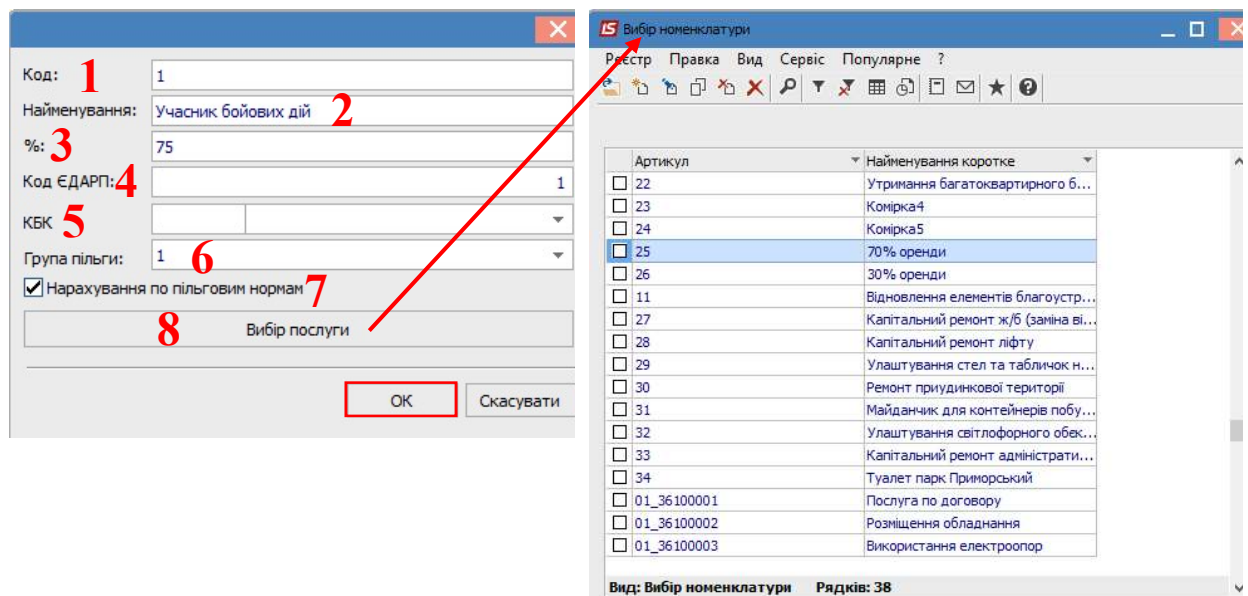 Код: 1 1
Найменування: Учасник бойових дій 2
%: 3 75
Код ЄДАРП: 4 1
КБК 5
Група пільги: 1 6
Нарахування по пільговим нормам 7
8 Вибір послуги
ОК Скасувати
Вибір номенклатури
Реєстр Правка Вид Сервіс Популярне ?
Артикул Найменування коротке
22 Утримання багатоквартирного б...
23 Комірка4
24 Комірка5
25 70% оренди
26 30% оренди
11 Відновлення елементів благоустр...
27 Капітальний ремонт ж/б (заміна ві...
28 Капітальний ремонт ліфту
29 Улаштування стел та табличок н...
30 Ремонт приудинкової території
31 Майданчик для контейнерів побу...
32 Улаштування світлофорного обєк...
33 Капітальний ремонт адміністрати...
34 Туалет парк Приморський
01_36100001 Послуга по договору
01_36100002 Розміщення обладнання
01_36100003 Використання електроопор
Вид: Вибір номенклатури Рядків: 38